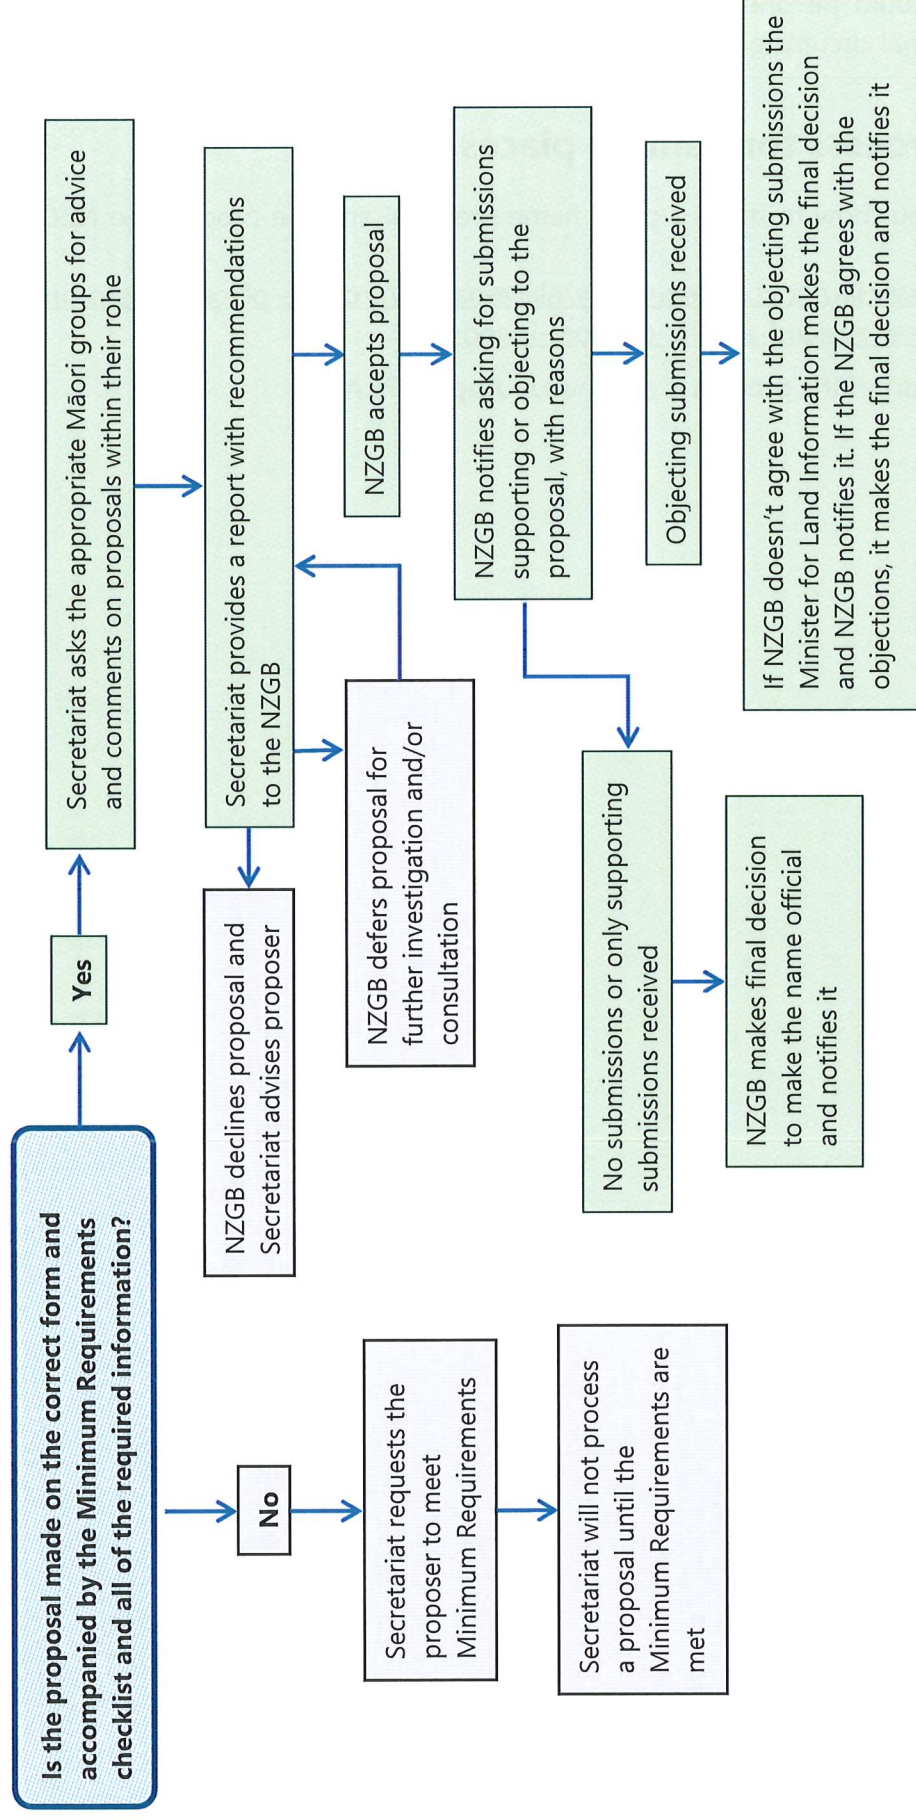 Is the proposal made on the correct form and
accompanied by the Minimum Requirements
checklist and all of the required information?
Yes
Secretariat asks the appropriate Māori groups for advice
and comments on proposals within their rohe
Secretariat provides a report with recommendations
to the NZGB
NZGB declines proposal and
Secretariat advises proposer
NZGB defers proposal for
further investigation and/or
consultation
NZGB accepts proposal
NZGB notifies asking for submissions
supporting or objecting to the
proposal, with reasons
No submissions or only supporting
submissions received
NZGB makes final decision
to make the name official
and notifies it
Objecting submissions received
If NZGB doesn't agree with the objecting submissions the
Minister for Land Information makes the final decision
and NZGB notifies it. If the NZGB agrees with the
objections, it makes the final decision and notifies it
No
Secretariat requests the
proposer to meet
Minimum Requirements
Secretariat will not process
a proposal until the
Minimum Requirements are
met